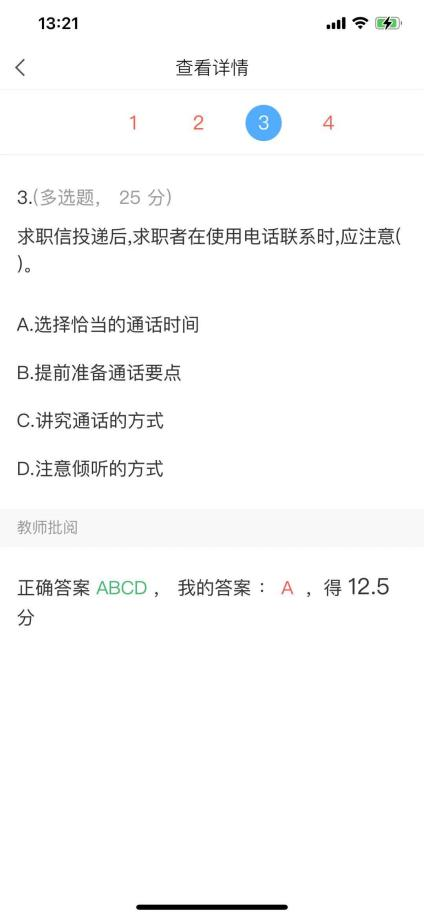 13:21
查看详情
1 2 3 4
3.(多选题， 25 分)
求职信投递后,求职者在使用电话联系时,应注意(
)。
A.选择恰当的通话时间
B.提前准备通话要点
C.讲究通话的方式
D.注意倾听的方式
教师批阅
正确答案 ABCD ， 我的答案 ： A ，得 12.5
分